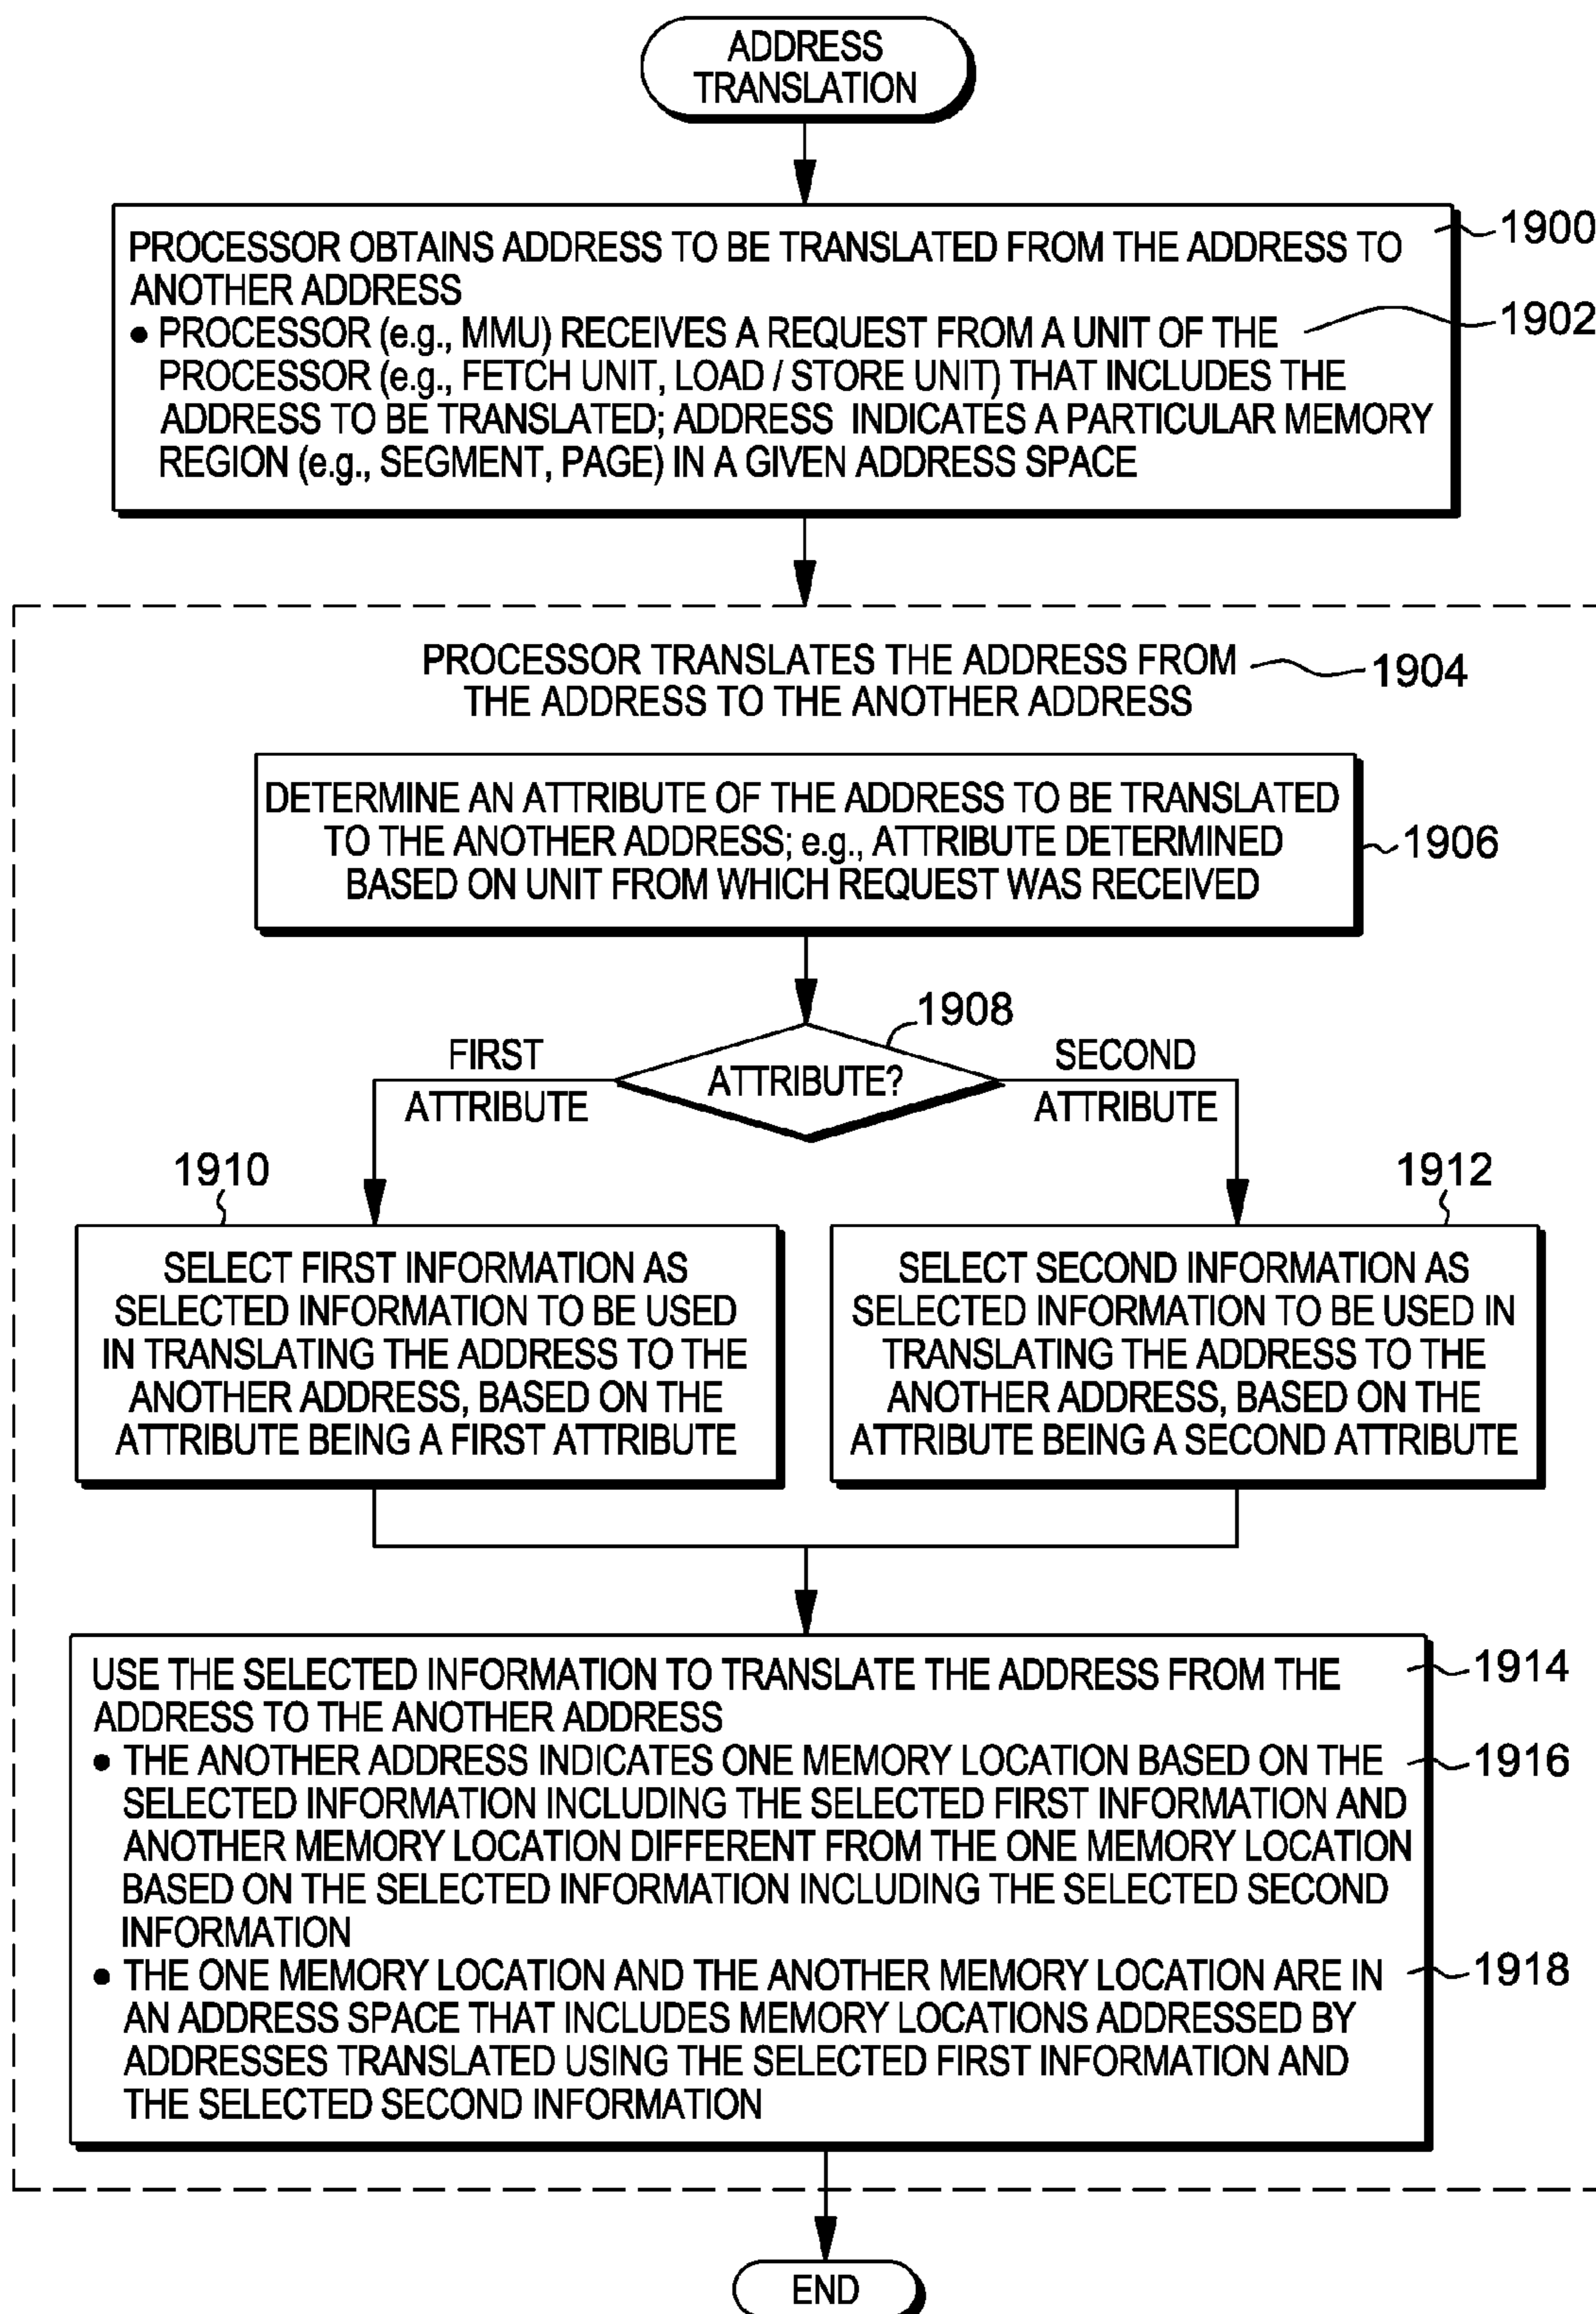 ADDRESS
TRANSLATION
PROCESSOR OBTAINS ADDRESS TO BE TRANSLATED FROM THE ADDRESS TO
ANOTHER ADDRESS
1900
• PROCESSOR (e.g., MMU) RECEIVES A REQUEST FROM A UNIT OF THE
1902
PROCESSOR (e.g., FETCH UNIT, LOAD / STORE UNIT) THAT INCLUDES THE
ADDRESS TO BE TRANSLATED; ADDRESS INDICATES A PARTICULAR MEMORY
REGION (e.g., SEGMENT, PAGE) IN A GIVEN ADDRESS SPACE
PROCESSOR TRANSLATES THE ADDRESS FROM
THE ADDRESS TO THE ANOTHER ADDRESS
1904
DETERMINE AN ATTRIBUTE OF THE ADDRESS TO BE TRANSLATED
TO THE ANOTHER ADDRESS; e.g., ATTRIBUTE DETERMINED
BASED ON UNIT FROM WHICH REQUEST WAS RECEIVED
1906
1908
ATTRIBUTE?
FIRST
ATTRIBUTE
SECOND
ATTRIBUTE
1910
SELECT FIRST INFORMATION AS
SELECTED INFORMATION TO BE USED
IN TRANSLATING THE ADDRESS TO THE
ANOTHER ADDRESS, BASED ON THE
ATTRIBUTE BEING A FIRST ATTRIBUTE
1912
SELECT SECOND INFORMATION AS
SELECTED INFORMATION TO BE USED IN
TRANSLATING THE ADDRESS TO THE
ANOTHER ADDRESS, BASED ON THE
ATTRIBUTE BEING A SECOND ATTRIBUTE
USE THE SELECTED INFORMATION TO TRANSLATE THE ADDRESS FROM THE
1914
ADDRESS TO THE ANOTHER ADDRESS
• THE ANOTHER ADDRESS INDICATES ONE MEMORY LOCATION BASED ON THE
1916
SELECTED INFORMATION INCLUDING THE SELECTED FIRST INFORMATION AND
ANOTHER MEMORY LOCATION DIFFERENT FROM THE ONE MEMORY LOCATION
BASED ON THE SELECTED INFORMATION INCLUDING THE SELECTED SECOND
INFORMATION
• THE ONE MEMORY LOCATION AND THE ANOTHER MEMORY LOCATION ARE IN
1918
AN ADDRESS SPACE THAT INCLUDES MEMORY LOCATIONS ADDRESSED BY
ADDRESSES TRANSLATED USING THE SELECTED FIRST INFORMATION AND
THE SELECTED SECOND INFORMATION
END